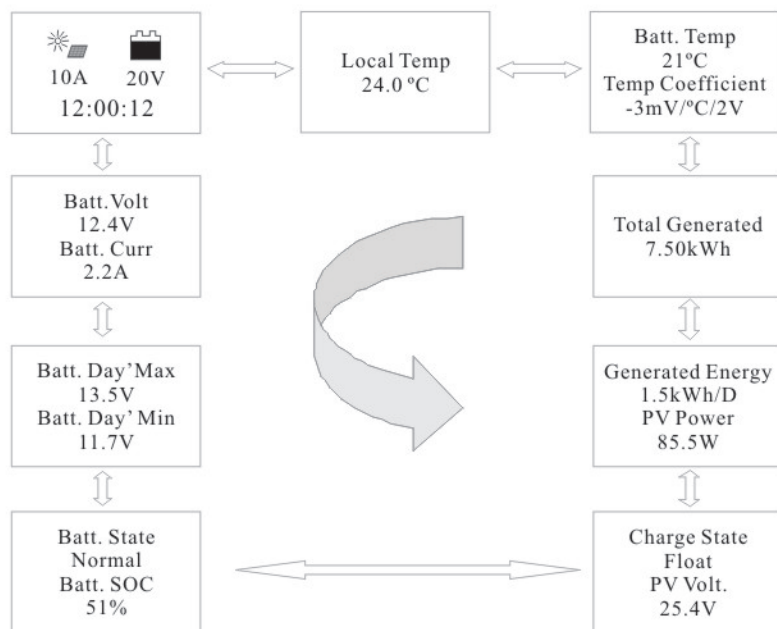 10A 20V
12:00:12
Local Temp
24.0 ºC
Batt. Temp
21ºC
Temp Coefficient
-3mV/ºC/2V
Batt.Volt
12.4V
Batt. Curr
2.2A
Total Generated
7.50kWh
Batt. Day’Max
13.5V
Batt. Day’ Min
11.7V
Generated Energy
1.5kWh/D
PV Power
85.5W
Batt. State
Normal
Batt. SOC
51%
Charge State
Float
PV Volt.
25.4V